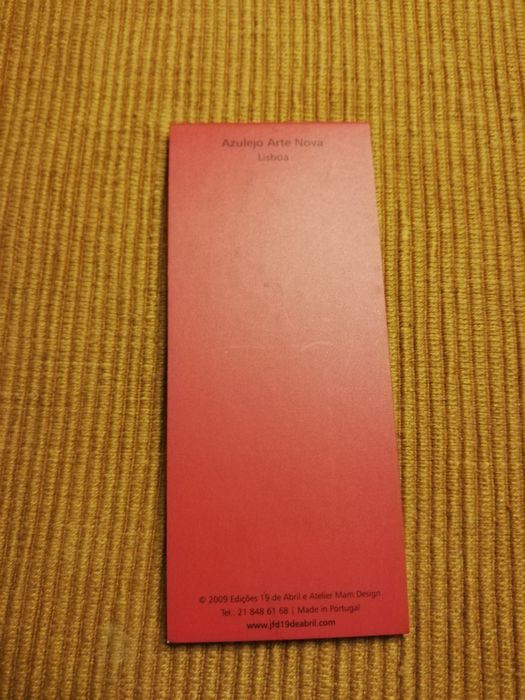 Azulejo Arte Nova
Lisboa
© 2009 Edições 19 de Abril e Atelier Mam Design
Tel.: 21 848 61 68 | Made in Portugal
www.jfd19deabril.com